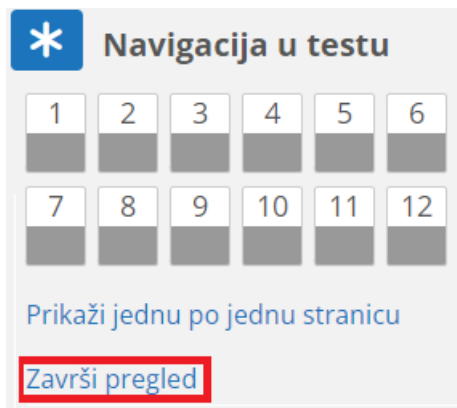 Navigacija u testu
1 2 3 4 5 6
7 8 9 10 11 12
Prikaži jednu po jednu stranicu
Završi pregled